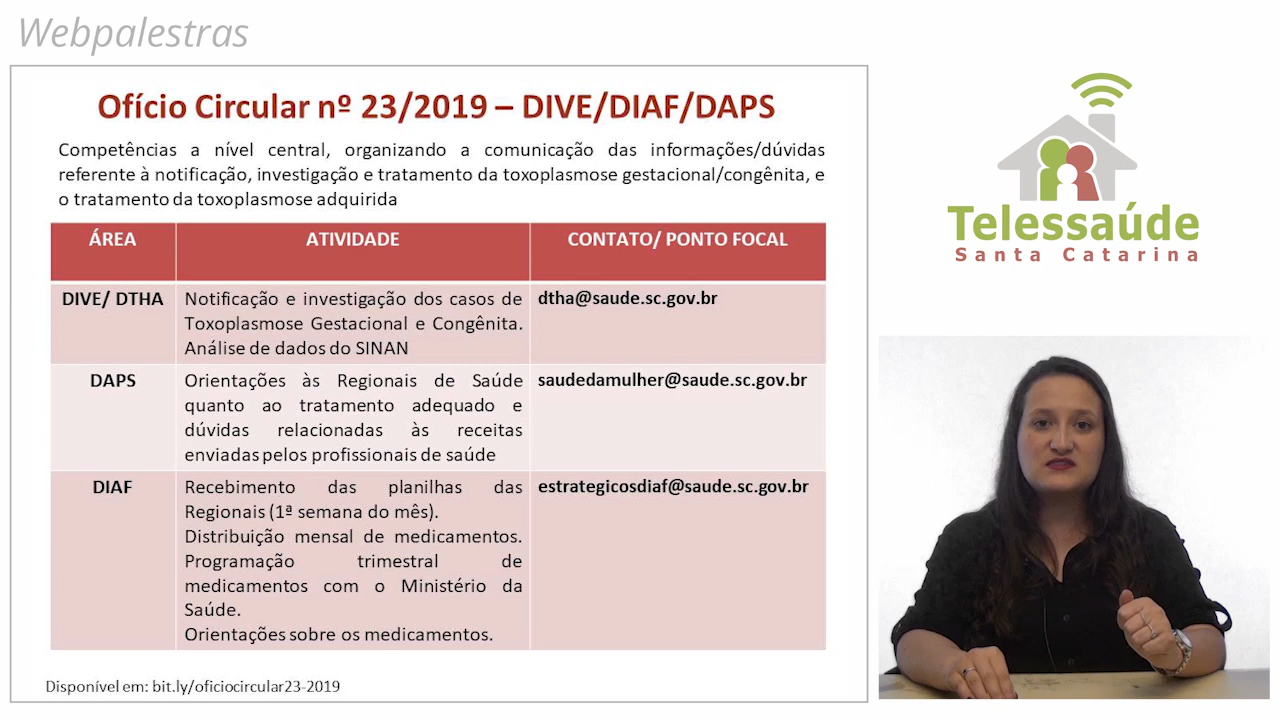 Webpalestras
Ofício Circular nº 23/2019 – DIVE/DIAF/DAPS
Competências a nível central, organizando a comunicação das informações/dúvidas
referente à notificação, investigação e tratamento da toxoplasmose gestacional/congênita, e
o tratamento da toxoplasmose adquirida
ÁREA
ATIVIDADE
CONTATO/ PONTO FOCAL
DIVE/ DTHA
Notificação e investigação dos casos de
Toxoplasmose Gestacional e Congênita.
Análise de dados do SINAN
dtha@saude.sc.gov.br
DAPS
Orientações às Regionais de Saúde
quanto ao tratamento adequado e
dúvidas relacionadas às receitas
enviadas pelos profissionais de saúde
saudedamulher@saude.sc.gov.br
DIAF
Recebimento das planilhas das
Regionais (1ª semana do mês).
Distribuição mensal de medicamentos.
Programação trimestral de
medicamentos com o Ministério da
Saúde.
Orientações sobre os medicamentos.
estrategicosdiaf@saude.sc.gov.br
Disponível em: bit.ly/oficiocircular23-2019
Telessaúde
Santa Catarina